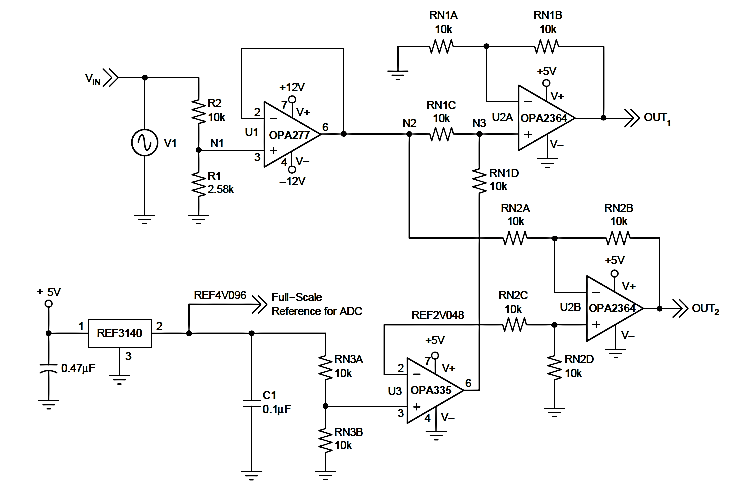 RN1A
10k
RN1B
10k
+5V
V+
U2A
OPA2364
V–
OUT1
VIN
V1
R2
10k
N1
R1
2.58k
+12V
7
V+
2
–
U1
OPA277
6
+
3
4
V–
–12V
N2
RN1C
10k
N3
–
+
RN1D
10k
RN2A
10k
RN2B
10k
+5V
V+
–
U2B
OPA2364
+
V–
OUT2
RN2C
10k
RN2D
10k
+ 5V
1
REF3140
2
3
0.47µF
REF4V096
Full–Scale
Reference for ADC
C1
0.1µF
RN3A
10k
RN3B
10k
REF2V048
+5V
7
V+
2
–
U3
OPA335
6
+
3
4
V–